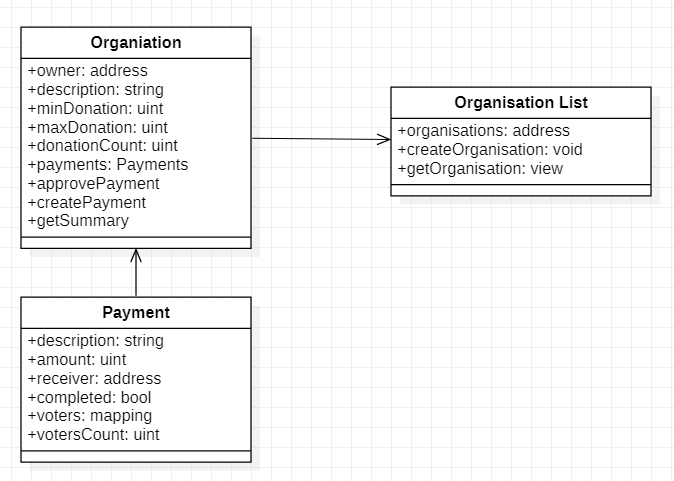 Organiation
+owner: address
+description: string
+minDonation: uint
+maxDonation: uint
+donationCount: uint
+payments: Payments
+approvePayment
+createPayment
+getSummary
Organisation List
+organisations: address
+createOrganisation: void
+getOrganisation: view
Payment
+description: string
+amount: uint
+receiver: address
+completed: bool
+voters: mapping
+votersCount: uint